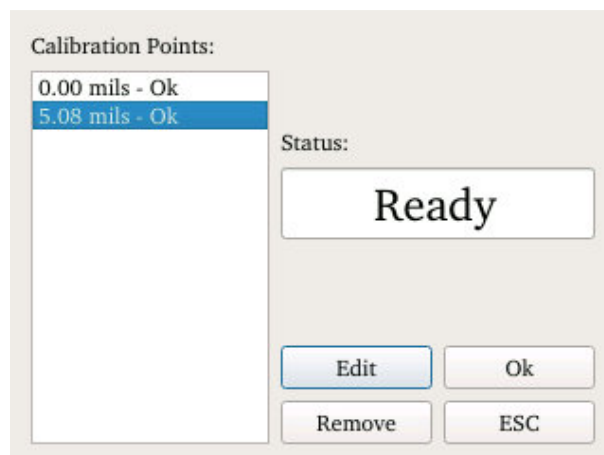 Calibration Points:
0.00 mils - Ok
5.08 mils - Ok
Status:
Ready
Edit
Ok
Remove
ESC